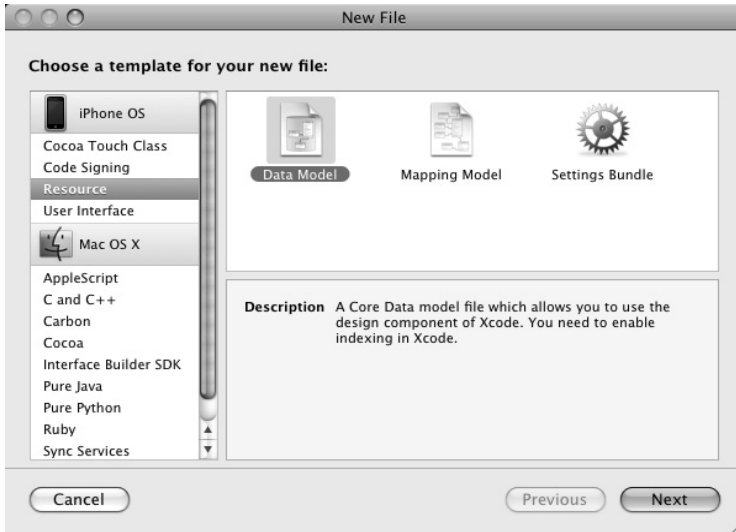 New File
Choose a template for your new file:
iPhone OS
Cocoa Touch Class
Code Signing
Resource
User Interface
Mac OS X
AppleScript
C and C++
Carbon
Cocoa
Interface Builder SDK
Pure Java
Pure Python
Ruby
Sync Services
Data Model
Mapping Model
Settings Bundle
Description A Core Data model file which allows you to use the
design component of Xcode. You need to enable
indexing in Xcode.
Cancel
Previous
Next